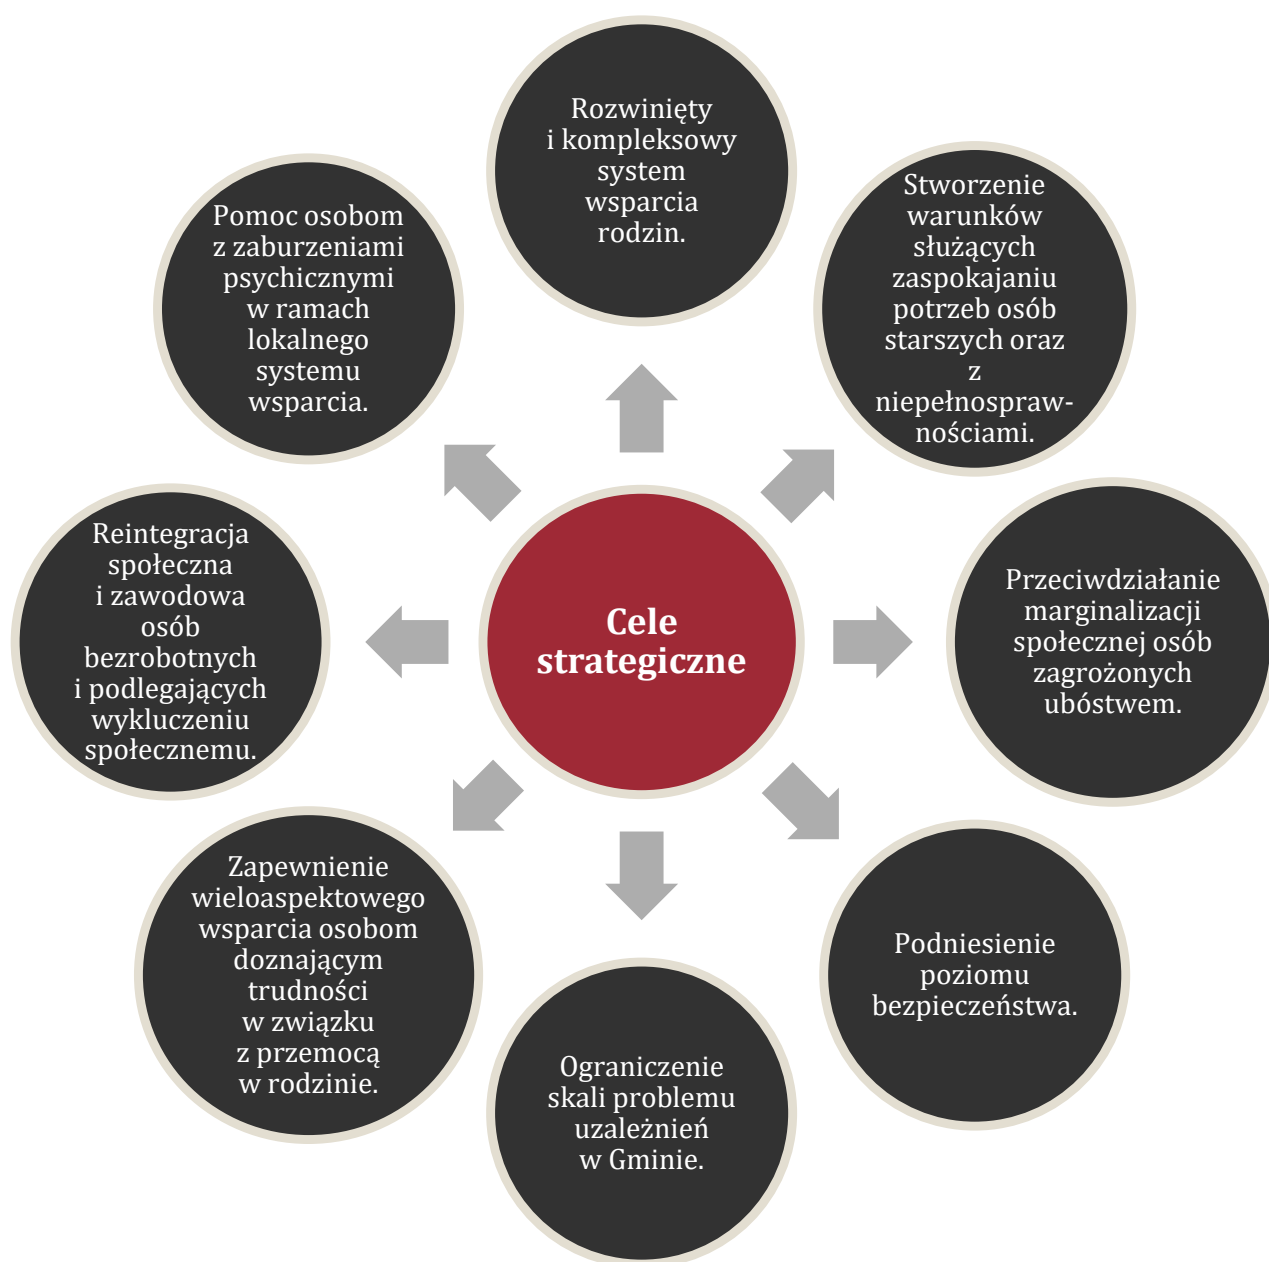 Rozwinięty
i kompleksowy
system
wsparcia
rodzin.
Stworzenie
warunków
służących
zaspokajaniu
potrzeb osób
starszych oraz
z
niepełnospraw-
nościami.
Przeciwdziałanie
marginalizacji
społecznej osób
zagrożonych
ubóstwem.
Podniesienie
poziomu
bezpieczeństwa.
Ograniczenie
skali problemu
uzależnień
w Gminie.
Zapewnienie
wieloaspektowego
wsparcia osobom
doznającym
trudności
w związku
z przemocą
w rodzinie.
Reintegracja
społeczna
i zawodowa
osób
bezrobotnych
i podlegających
wykluczeniu
społecznemu.
Pomoc osobom
z zaburzeniami
psychicznymi
w ramach
lokalnego
systemu
wsparcia.
Cele
strategiczne